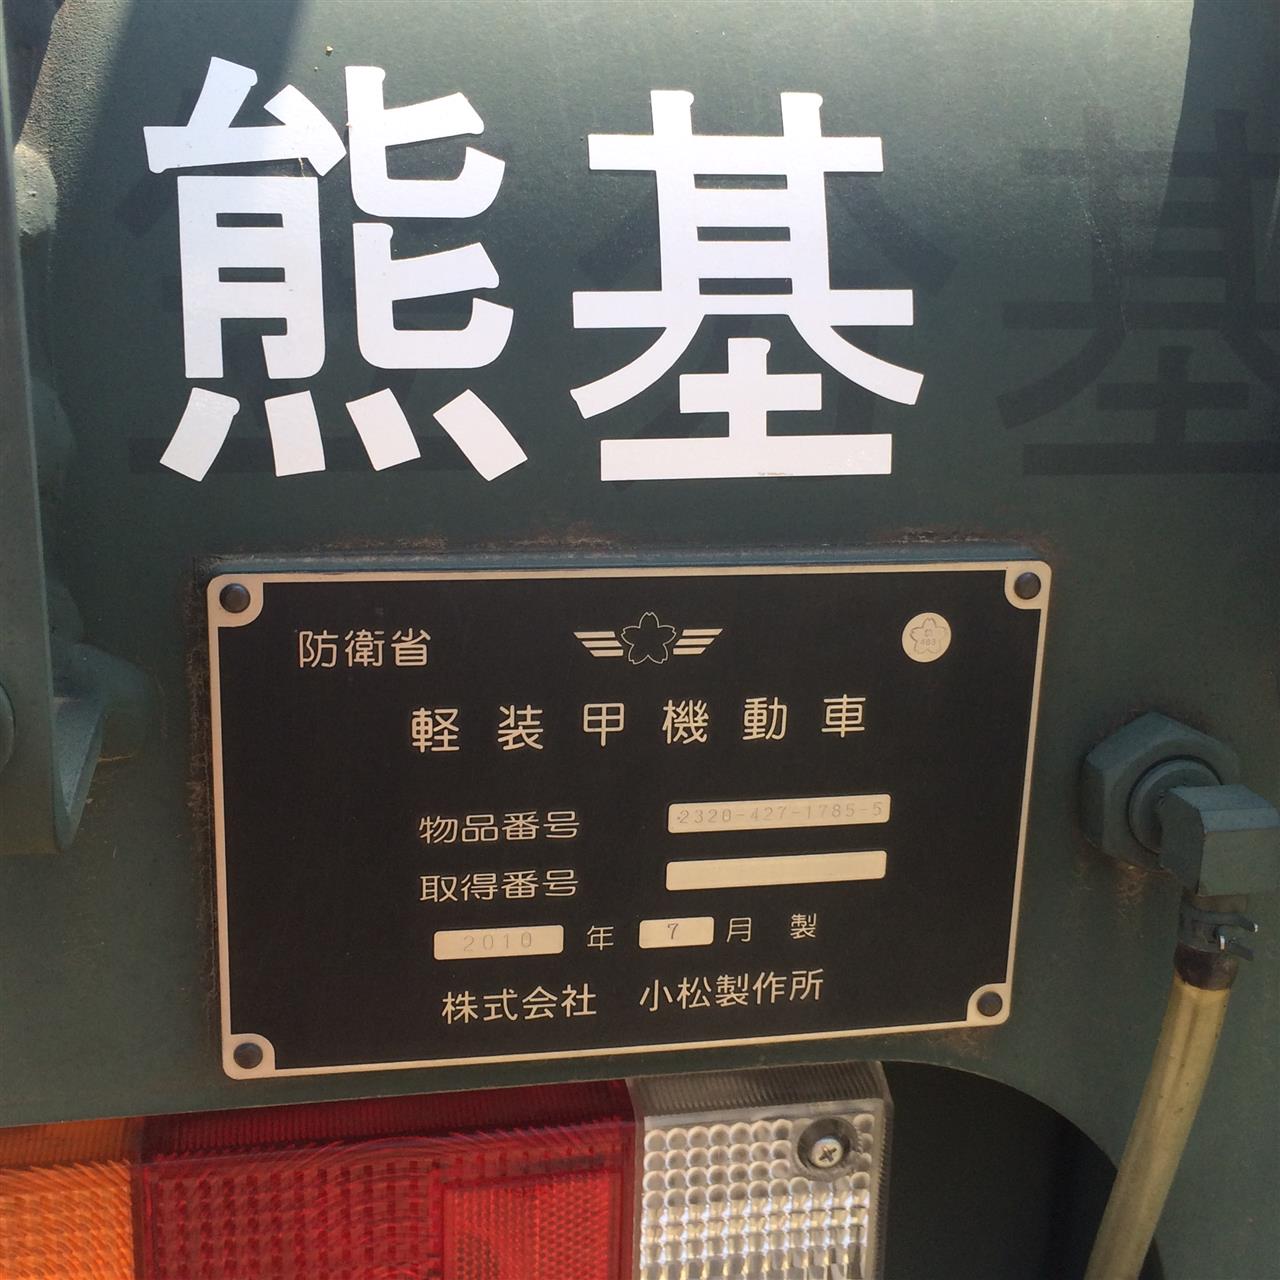 熊基
防衛省
軽装甲機動車
物品番号 2320-427-1785-5
取得番号
2010 年 7 月 製
株式会社 小松製作所